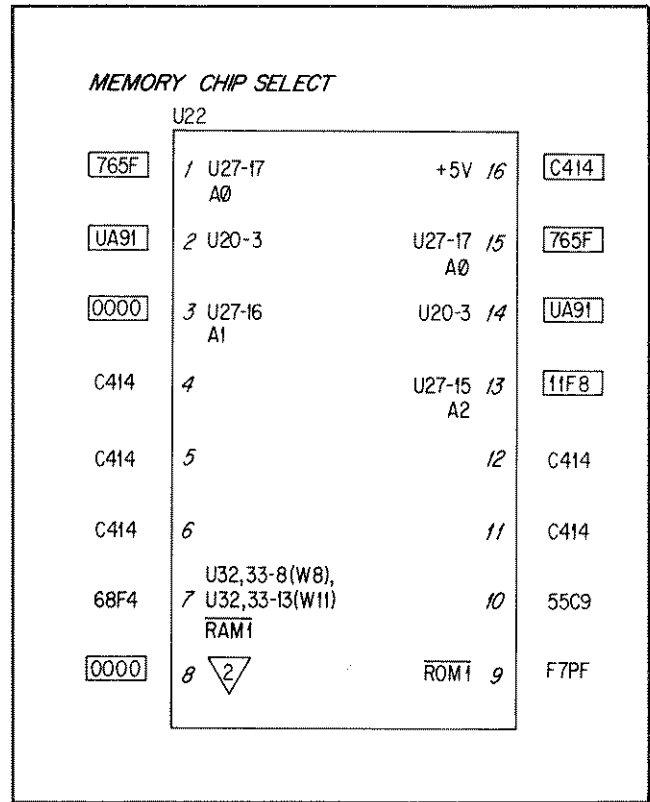 MEMORY CHIP SELECT
U22
765F 1 U27-17 +5V 16 C414
A0
UA91 2 U20-3 U27-17 15 765F
A0
0000 3 U27-16 U20-3 14 UA91
A1
C414 4 U27-15 13 11F8
A2
C414 5 12 C414
C414 6 11 C414
U32,33-8(W8),
68F4 7 U32,33-13(W11) 10 55C9
RAM1
0000 8 2 ROM1 9 F7PF